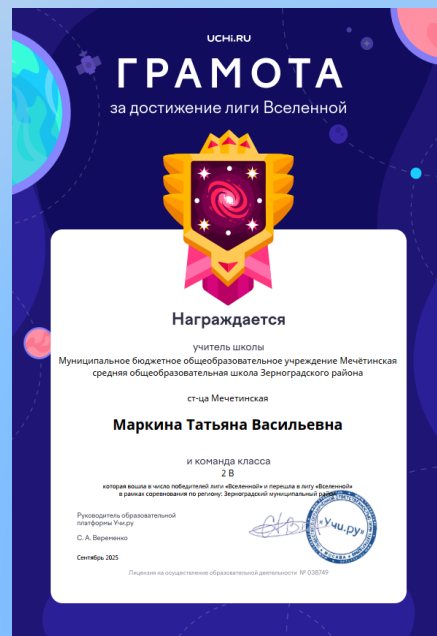 UCHi.RU
ГРАМОТА
за достижение лиги Вселенной
Награждается
учитель школы
Муниципальное бюджетное общеобразовательное учреждение Мечётинская
средняя общеобразовательная школа Зерноградского района
ст-ца Мечетинская
Маркина Татьяна Васильевна
и команда класса
2 В
которая вошла в число победителей лиги «Вселенной» и перешла в лигу «Вселенной»
в рамках соревнования по региону: Зерноградский муниципальный район
Руководитель образовательной
платформы Учи.ру
С. А. Веременко
«Учи.ру»
МОСКВА
Сентябрь 2025
Лицензия на осуществление образовательной деятельности № 038749